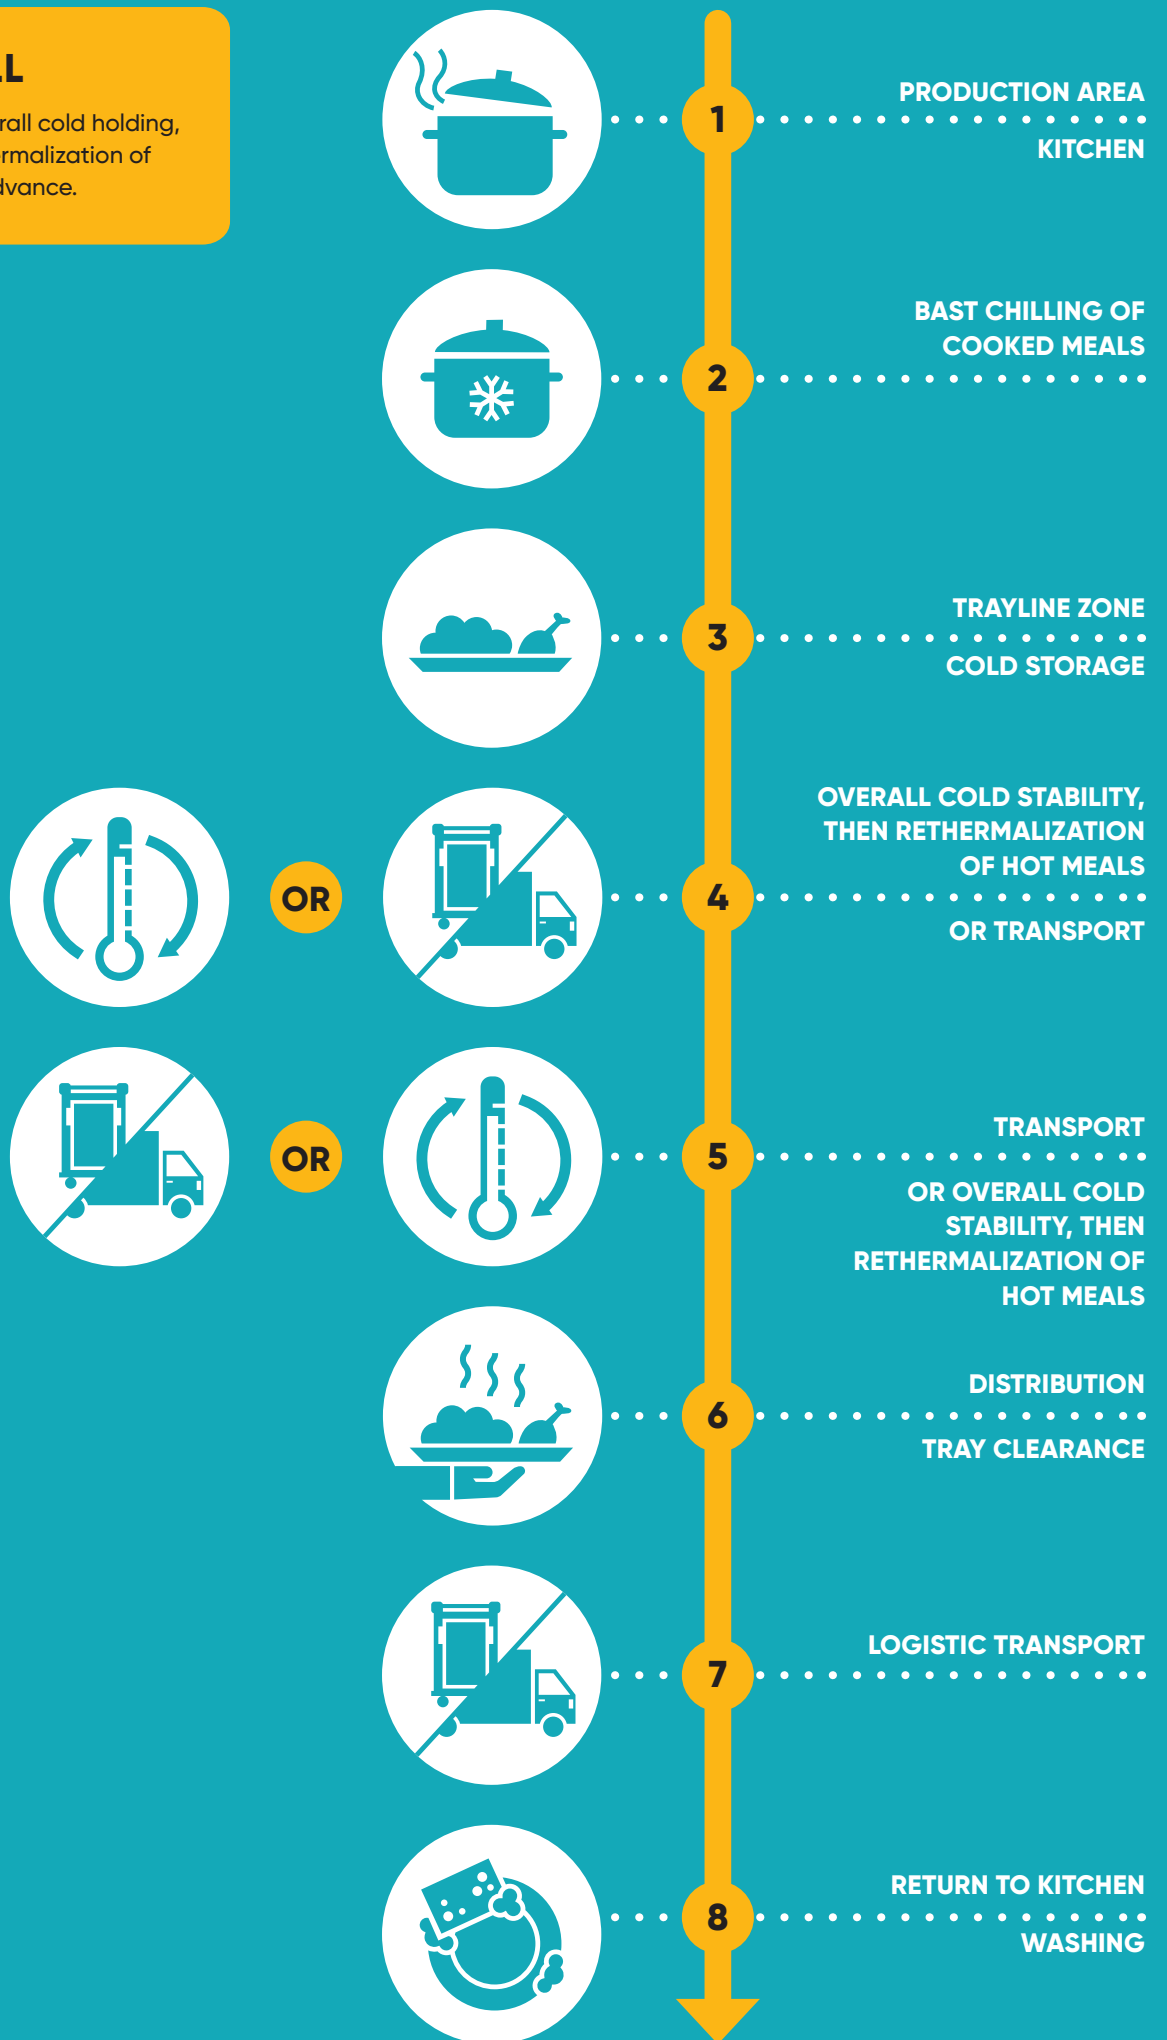 rall cold holding,
rmalization of
dvance.
1
PRODUCTION AREA
KITCHEN
2
BAST CHILLING OF
COOKED MEALS
3
TRAYLINE ZONE
COLD STORAGE
OR
4
OVERALL COLD STABILITY,
THEN RETHERMALIZATION
OF HOT MEALS
OR TRANSPORT
OR
5
TRANSPORT
OR OVERALL COLD
STABILITY, THEN
RETHERMALIZATION OF
HOT MEALS
6
DISTRIBUTION
TRAY CLEARANCE
7
LOGISTIC TRANSPORT
8
RETURN TO KITCHEN
WASHING